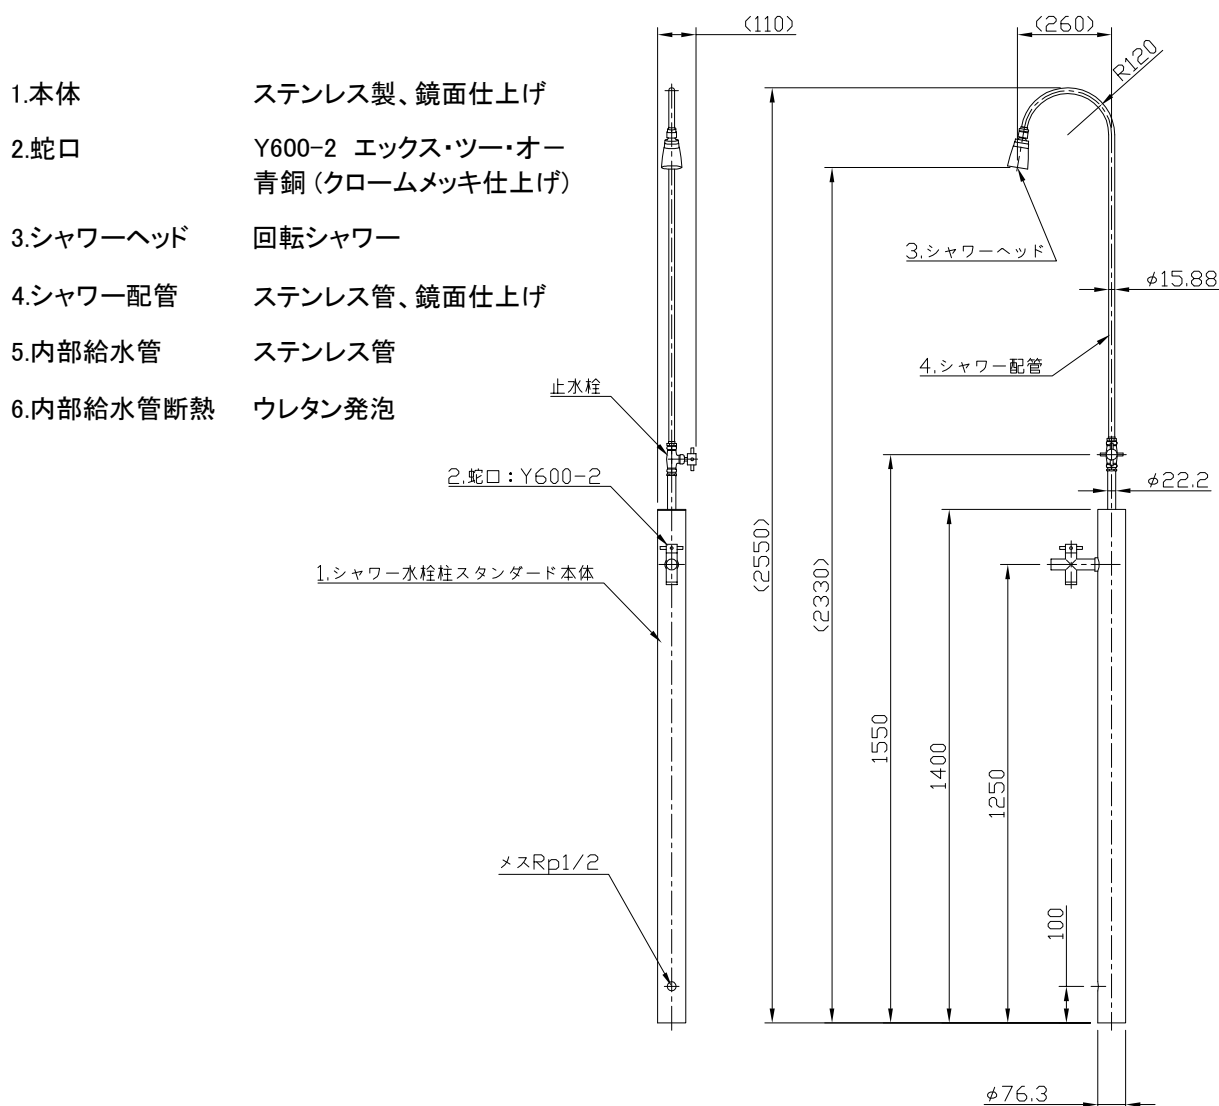 1.本体 ステンレス製、鏡面仕上げ
2.蛇口 Y600-2 エックス・ツー・オー
青銅 (クロームメッキ仕上げ)
3.シャワーヘッド 回転シャワー
4.シャワー配管 ステンレス管、鏡面仕上げ
5.内部給水管 ステンレス管
6.内部給水管断熱 ウレタン発泡
(110)
止水栓
2.蛇口：Y600-2
1.シャワー水栓柱スタンダード本体
メスRp1/2
(260)
R120
3.シャワーヘッド
φ15.88
4.シャワー配管
φ22.2
(2550)
(2330)
1550
1400
1250
100
φ76.3